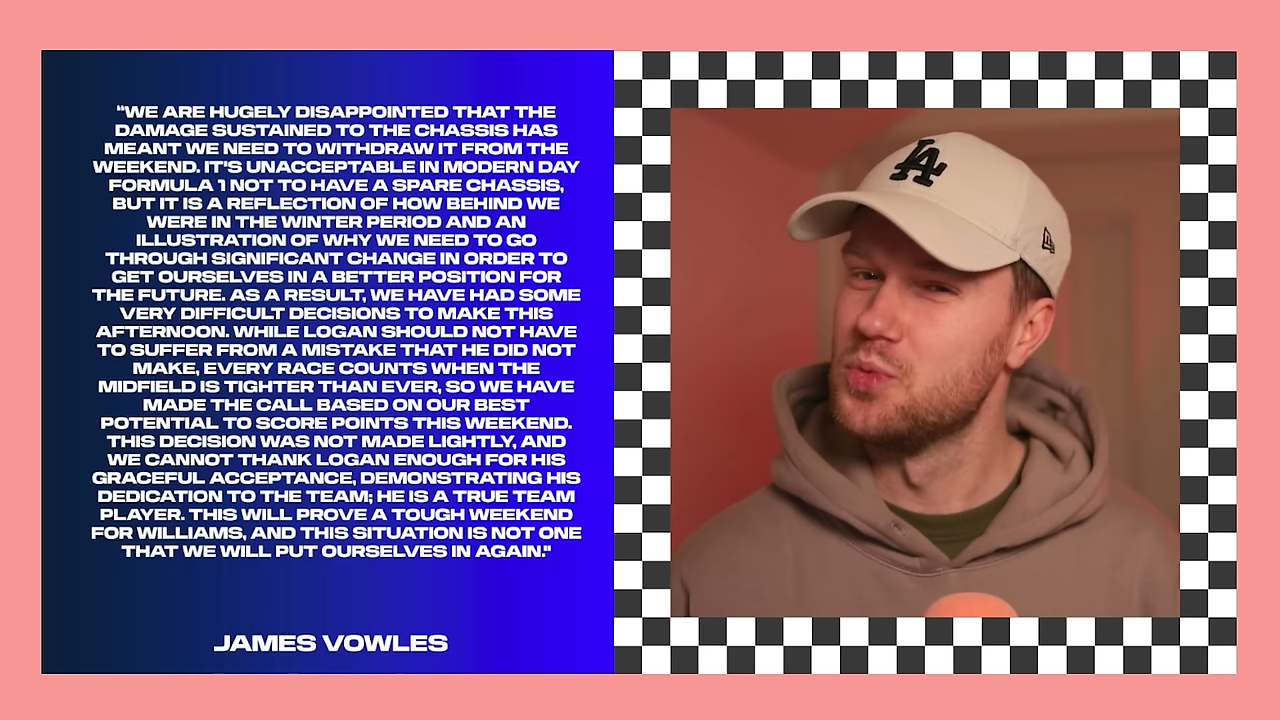 “WE ARE HUGELY DISAPPOINTED THAT THE
DAMAGE SUSTAINED TO THE CHASSIS HAS
MEANT WE NEED TO WITHDRAW IT FROM THE
WEEKEND. IT'S UNACCEPTABLE IN MODERN DAY
FORMULA 1 NOT TO HAVE A SPARE CHASSIS,
BUT IT IS A REFLECTION OF HOW BEHIND WE
WERE IN THE WINTER PERIOD AND AN
ILLUSTRATION OF WHY WE NEED TO GO
THROUGH SIGNIFICANT CHANGE IN ORDER TO
GET OURSELVES IN A BETTER POSITION FOR
THE FUTURE. AS A RESULT, WE HAVE HAD SOME
VERY DIFFICULT DECISIONS TO MAKE THIS
AFTERNOON. WHILE LOGAN SHOULD NOT HAVE
TO SUFFER FROM A MISTAKE THAT HE DID NOT
MAKE, EVERY RACE COUNTS WHEN THE
MIDFIELD IS TIGHTER THAN EVER, SO WE HAVE
MADE THE CALL BASED ON OUR BEST
POTENTIAL TO SCORE POINTS THIS WEEKEND.
THIS DECISION WAS NOT MADE LIGHTLY, AND
WE CANNOT THANK LOGAN ENOUGH FOR HIS
GRACEFUL ACCEPTANCE, DEMONSTRATING HIS
DEDICATION TO THE TEAM; HE IS A TRUE TEAM
PLAYER. THIS WILL PROVE A TOUGH WEEKEND
FOR WILLIAMS, AND THIS SITUATION IS NOT ONE
THAT WE WILL PUT OURSELVES IN AGAIN."
JAMES VOWLES
LA